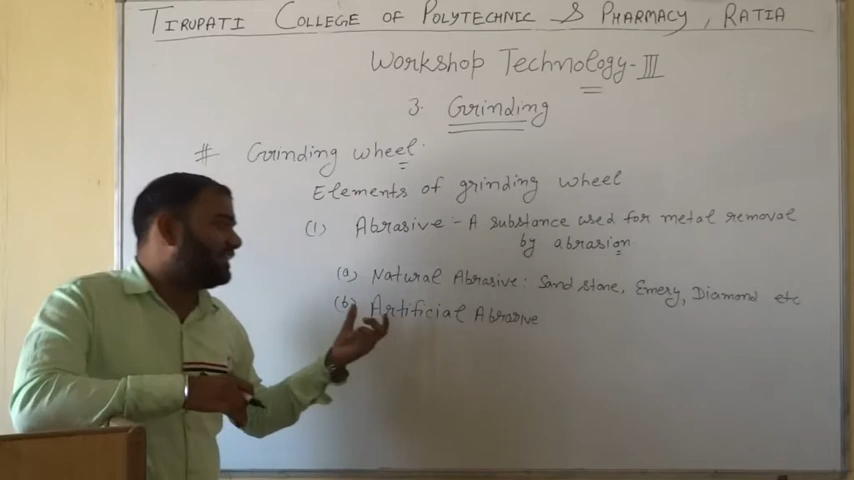 TIRUPATI COLLEGE OF POLYTECHNIC & PHARMACY, RATIA
Workshop Technology-III
3. Grinding
# Grinding wheel.
Elements of grinding wheel
(1) Abrasive - A substance used for metal removal
by abrasion
(a) Natural Abrasive: Sand stone, Emery, Diamond etc
(b) Artificial Abrasive